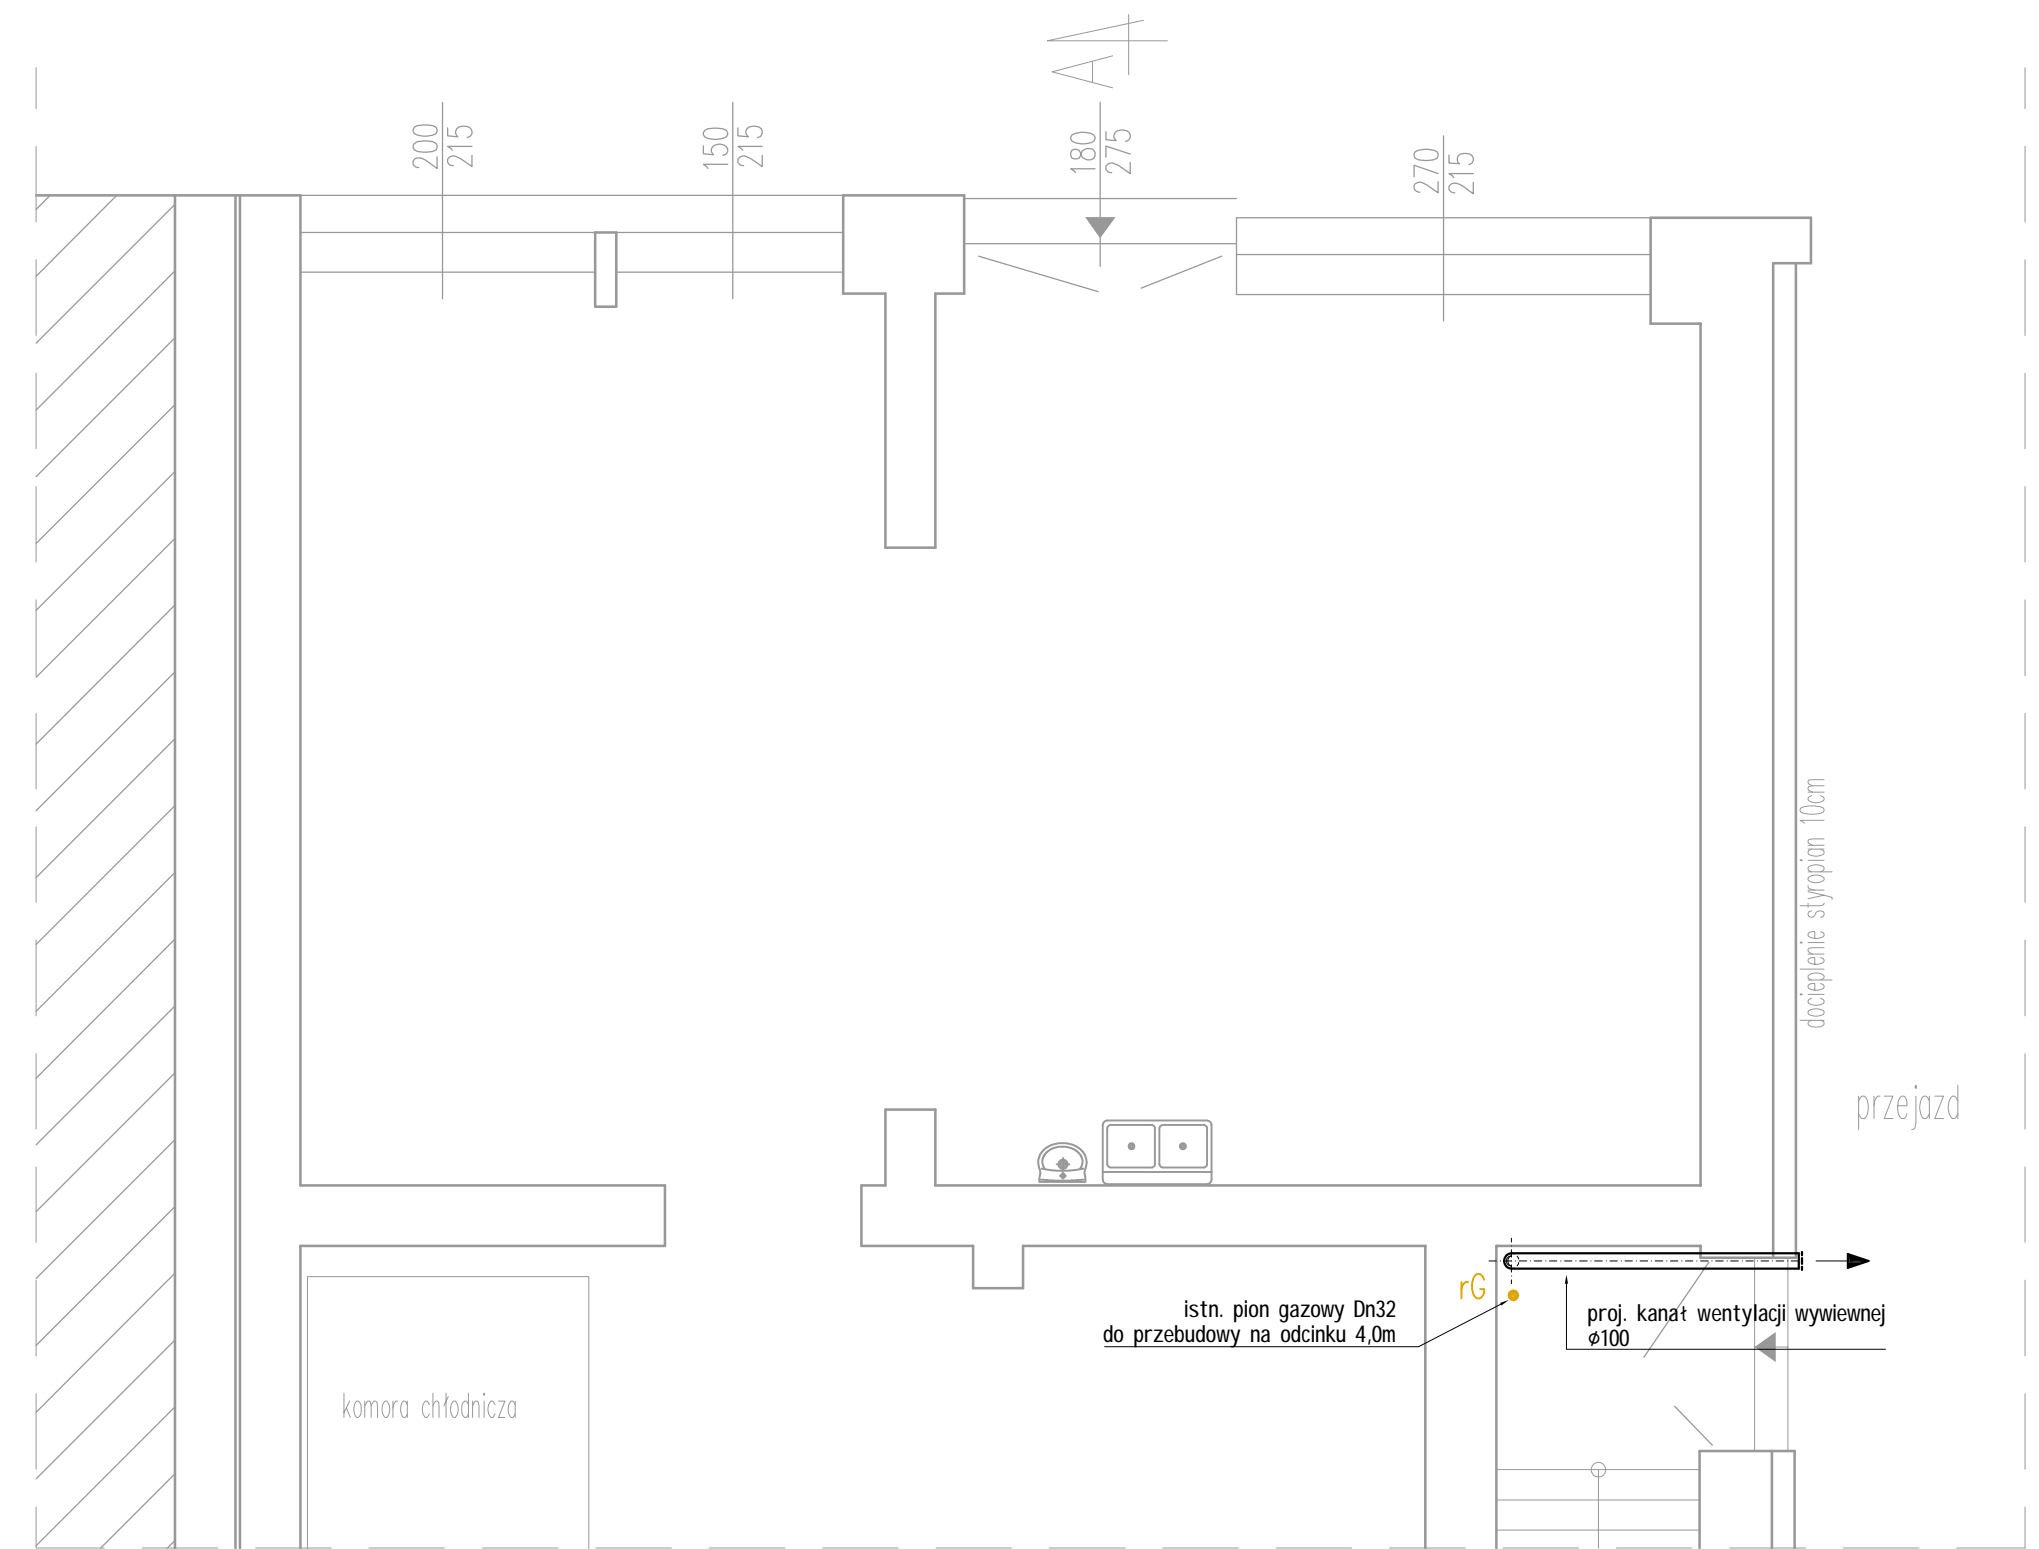 A
200
215
150
215
180
275
270
215
docieplenie styropian 10cm
przejazd
rG
istn. pion gazowy Dn32
do przebudowy na odcinku 4,0m
proj. kanał wentylacji wywiewnej
⌀100
komora chłodnicza